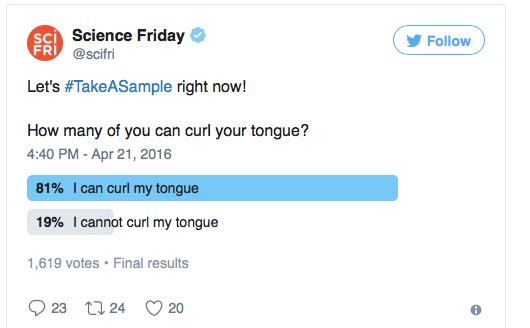 SCI
FRI
Science Friday
@scifri
Follow
Let's #TakeASample right now!
How many of you can curl your tongue?
4:40 PM - Apr 21, 2016
81% I can curl my tongue
19% I cannot curl my tongue
1,619 votes • Final results
23 24 20